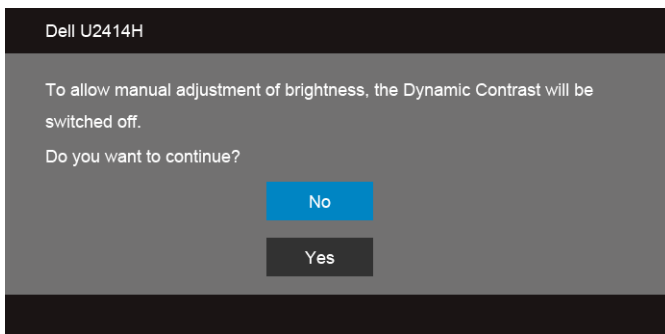 Dell U2414H
To allow manual adjustment of brightness, the Dynamic Contrast will be
switched off.
Do you want to continue?
No
Yes